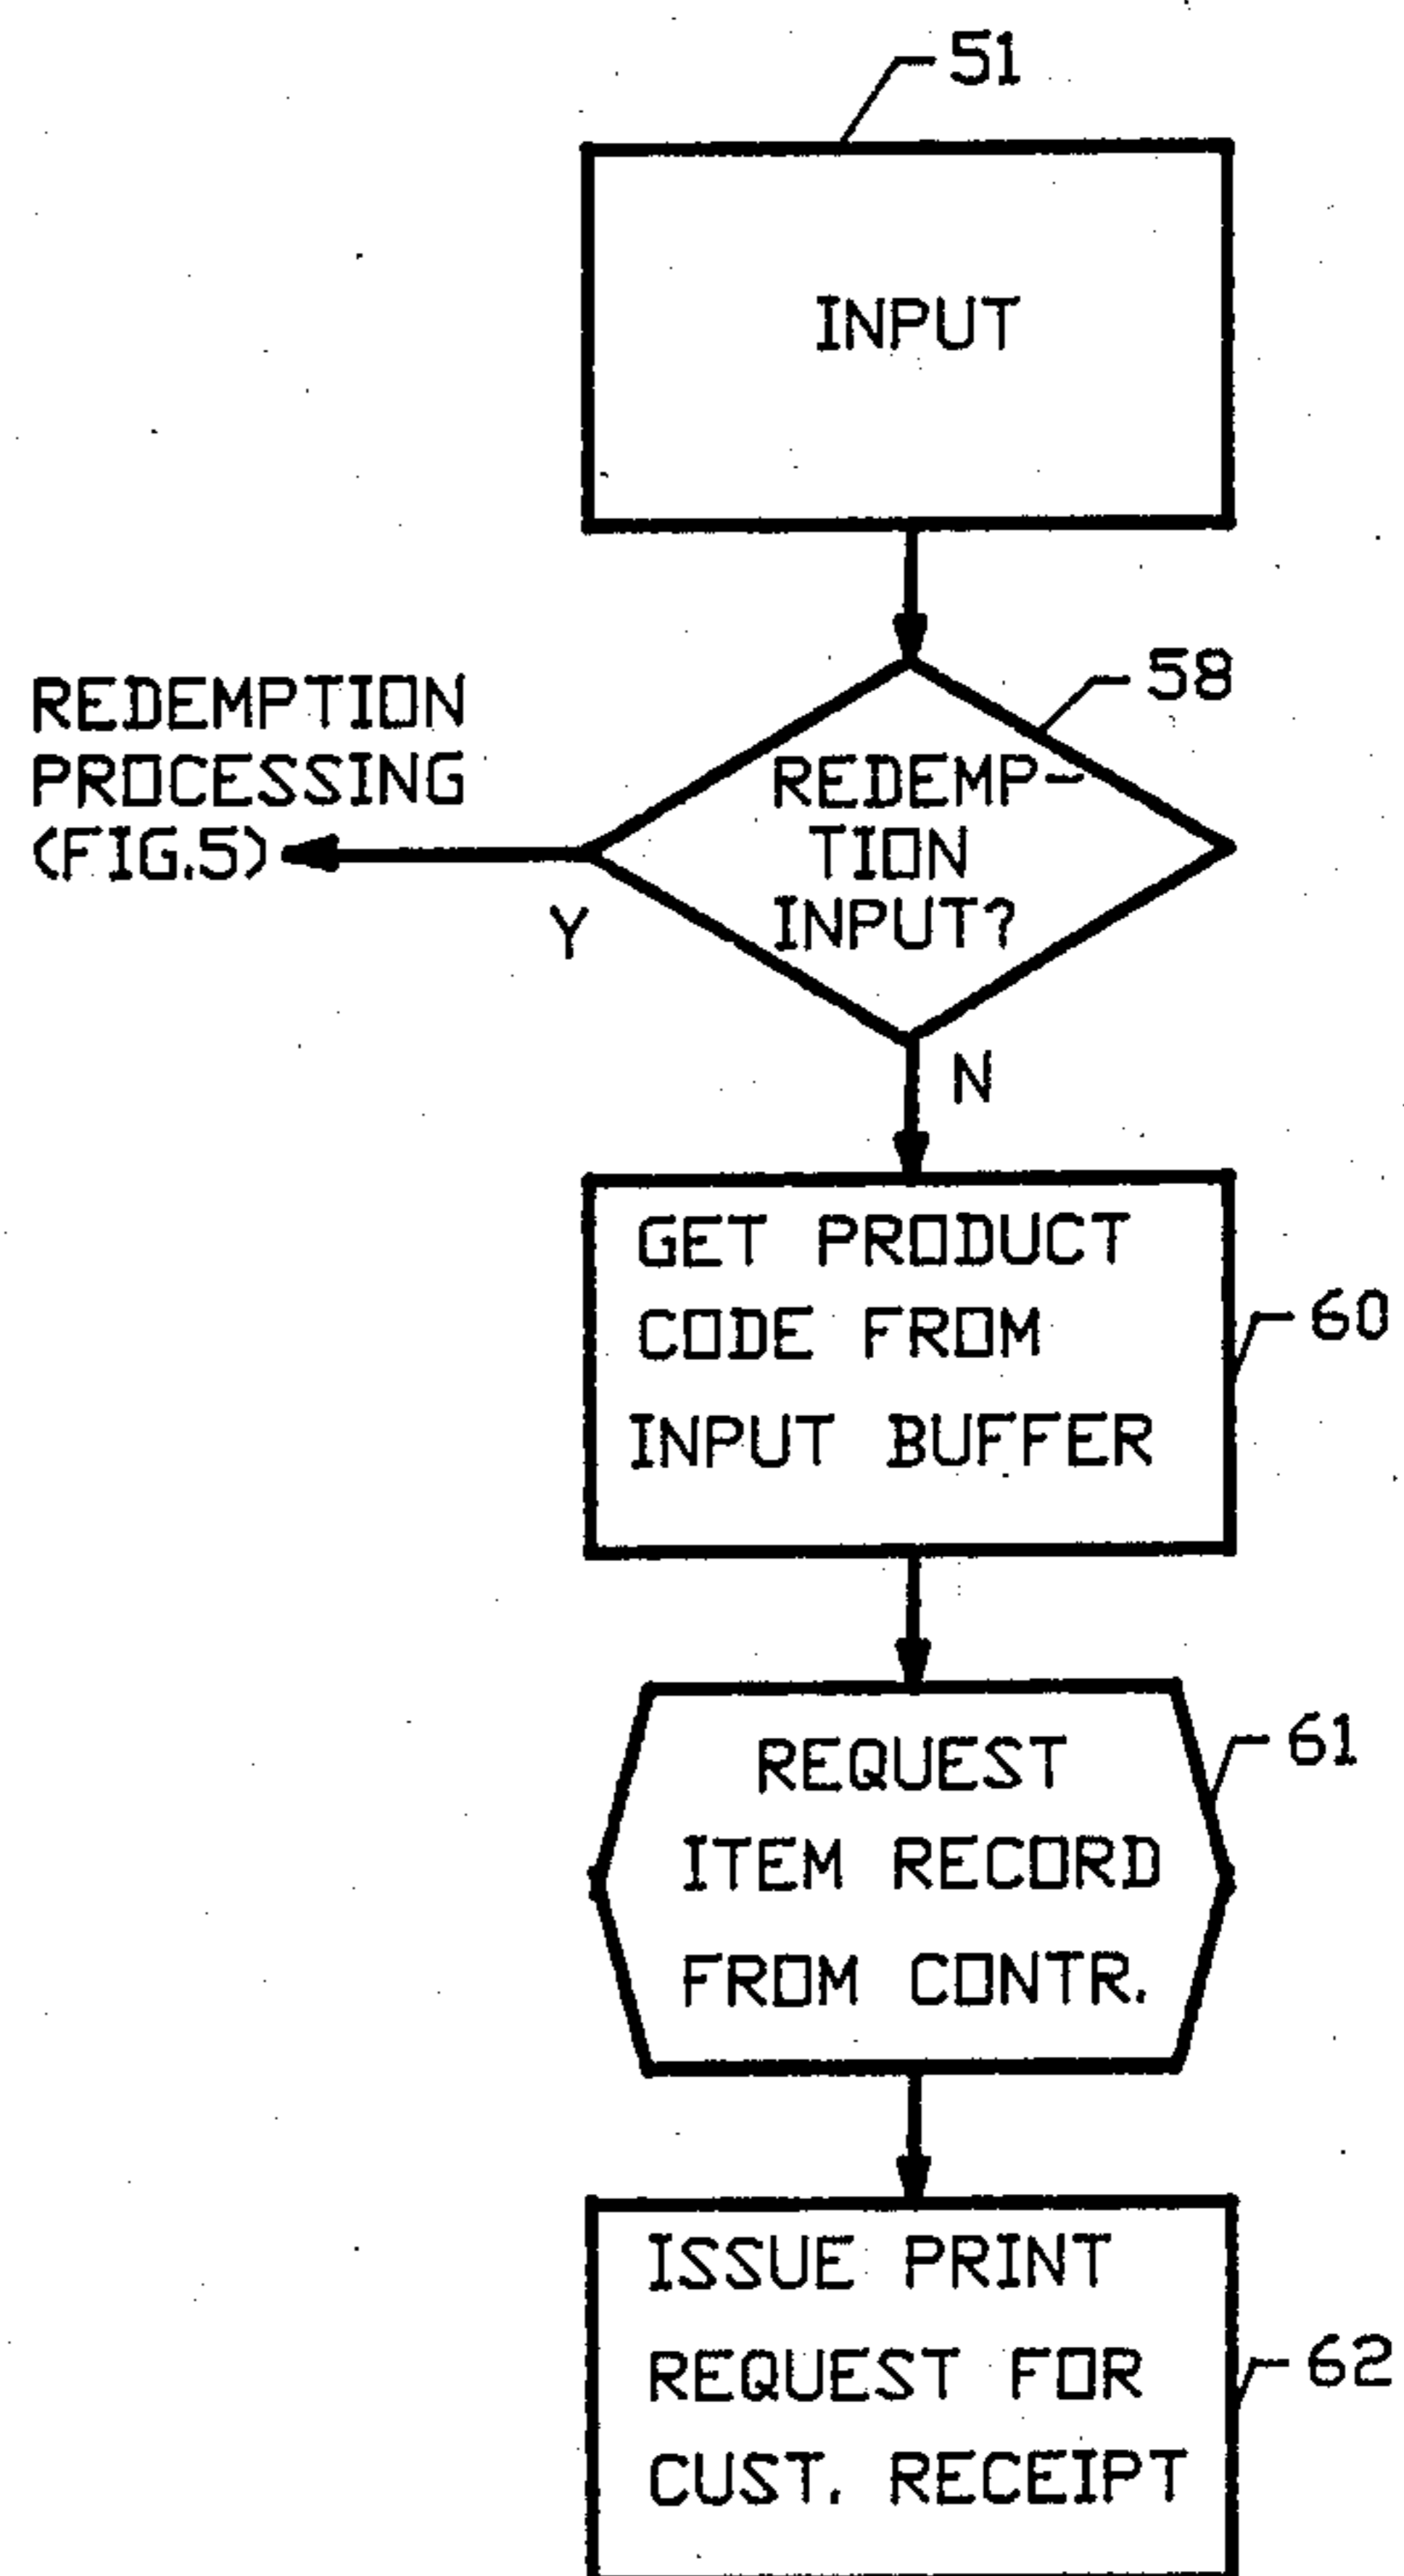 51
INPUT
58
REDEMPTION
PROCESSING
(FIG.5)
REDEMP-
TION
INPUT?
Y
N
GET PRODUCT
CODE FROM
INPUT BUFFER
60
REQUEST
ITEM RECORD
FROM CONTR.
61
ISSUE PRINT
REQUEST FOR
CUST. RECEIPT
62